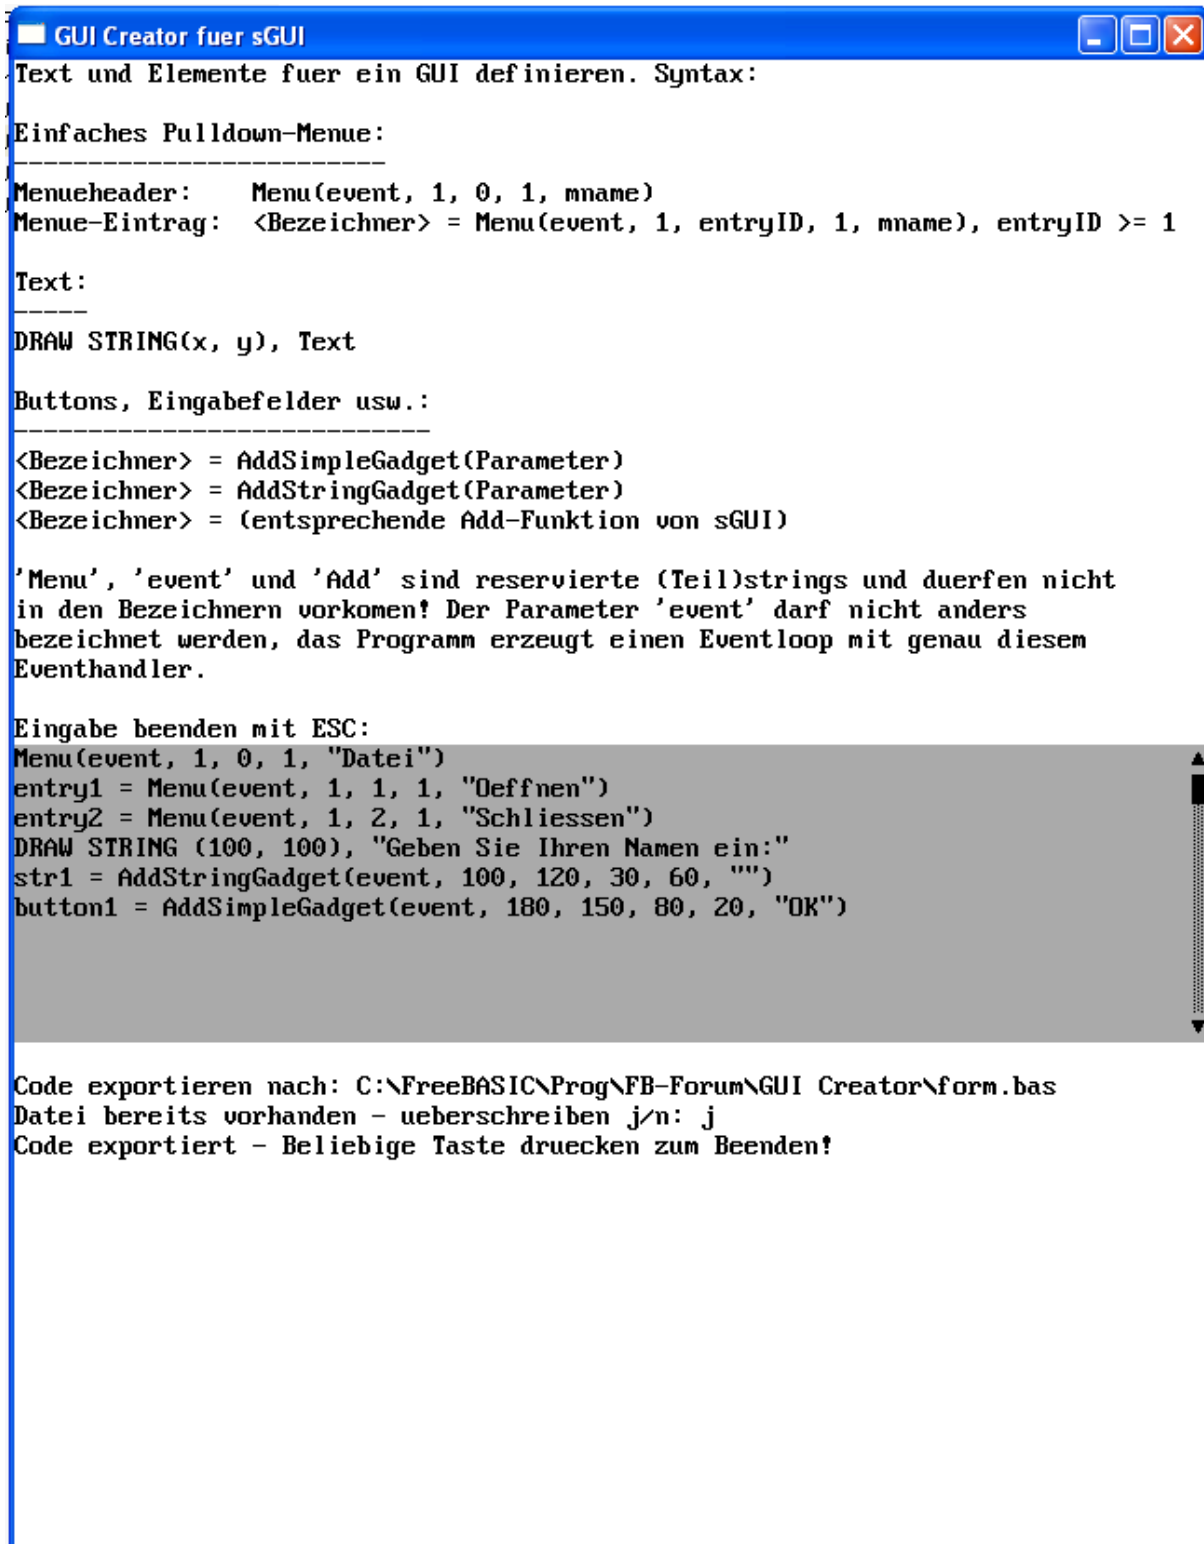 GUI Creator fuer sGUI
Text und Elemente fuer ein GUI definieren. Syntax:
Einfaches Pulldown-Menue:
-------------------------
Menueheader:    Menu(event, 1, 0, 1, mname)
Menue-Eintrag:  <Bezeichner> = Menu(event, 1, entryID, 1, mname), entryID >= 1
Text:
-----
DRAW STRING(x, y), Text
Buttons, Eingabefelder usw.:
----------------------------
<Bezeichner> = AddSimpleGadget(Parameter)
<Bezeichner> = AddStringGadget(Parameter)
<Bezeichner> = (entsprechende Add-Funktion von sGUI)
'Menu', 'event' und 'Add' sind reservierte (Teil)strings und duerfen nicht
in den Bezeichnern vorkomen! Der Parameter 'event' darf nicht anders
bezeichnet werden, das Programm erzeugt einen Eventloop mit genau diesem
Eventhandler.
Eingabe beenden mit ESC:
Menu(event, 1, 0, 1, "Datei")
entry1 = Menu(event, 1, 1, 1, "Oeffnen")
entry2 = Menu(event, 1, 2, 1, "Schliessen")
DRAW STRING (100, 100), "Geben Sie Ihren Namen ein:"
str1 = AddStringGadget(event, 100, 120, 30, 60, "")
button1 = AddSimpleGadget(event, 180, 150, 80, 20, "OK")
Code exportieren nach: C:\FreeBASIC\Prog\FB-Forum\GUI Creator\form.bas
Datei bereits vorhanden - ueberschreiben j/n: j
Code exportiert - Beliebige Taste druecken zum Beenden!